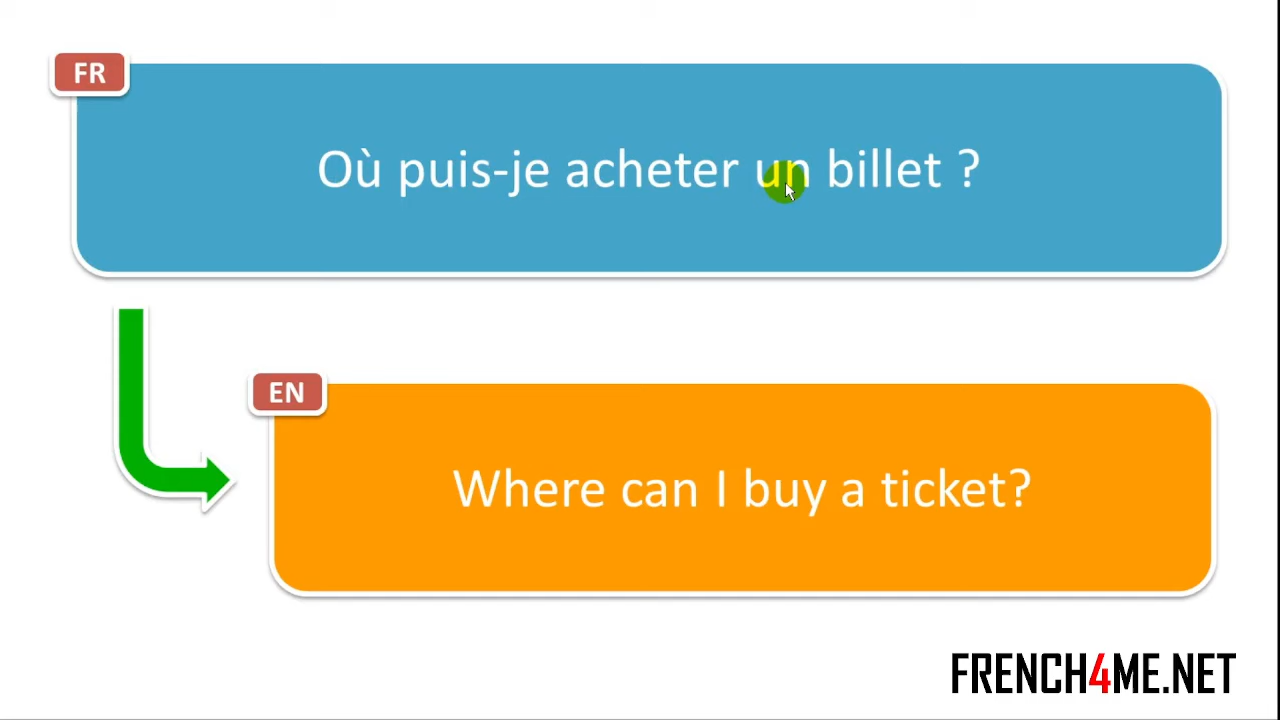 FR
Où puis-je acheter un billet ?
EN
Where can I buy a ticket?
FRENCH4ME.NET